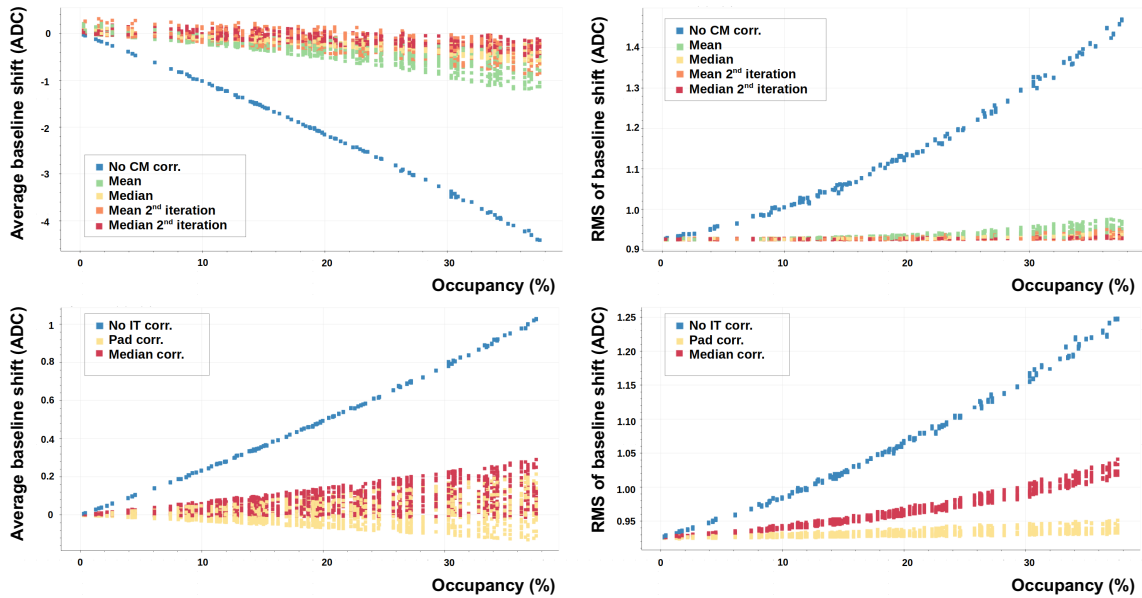 Average baseline shift (ADC)
0
-1
-2
-3
-4
No CM corr.
Mean
Median
Mean 2nd iteration
Median 2nd iteration
0 10 20 30
Occupancy (%)
RMS of baseline shift (ADC)
1.4
1.3
1.2
1.1
1.0
0.9
No CM corr.
Mean
Median
Mean 2nd iteration
Median 2nd iteration
0 10 20 30
Occupancy (%)
Average baseline shift (ADC)
1
0.8
0.6
0.4
0.2
0
No IT corr.
Pad corr.
Median corr.
0 10 20 30
Occupancy (%)
RMS of baseline shift (ADC)
1.25
1.20
1.15
1.10
1.05
1.00
0.95
No IT corr.
Pad corr.
Median corr.
0 10 20 30
Occupancy (%)